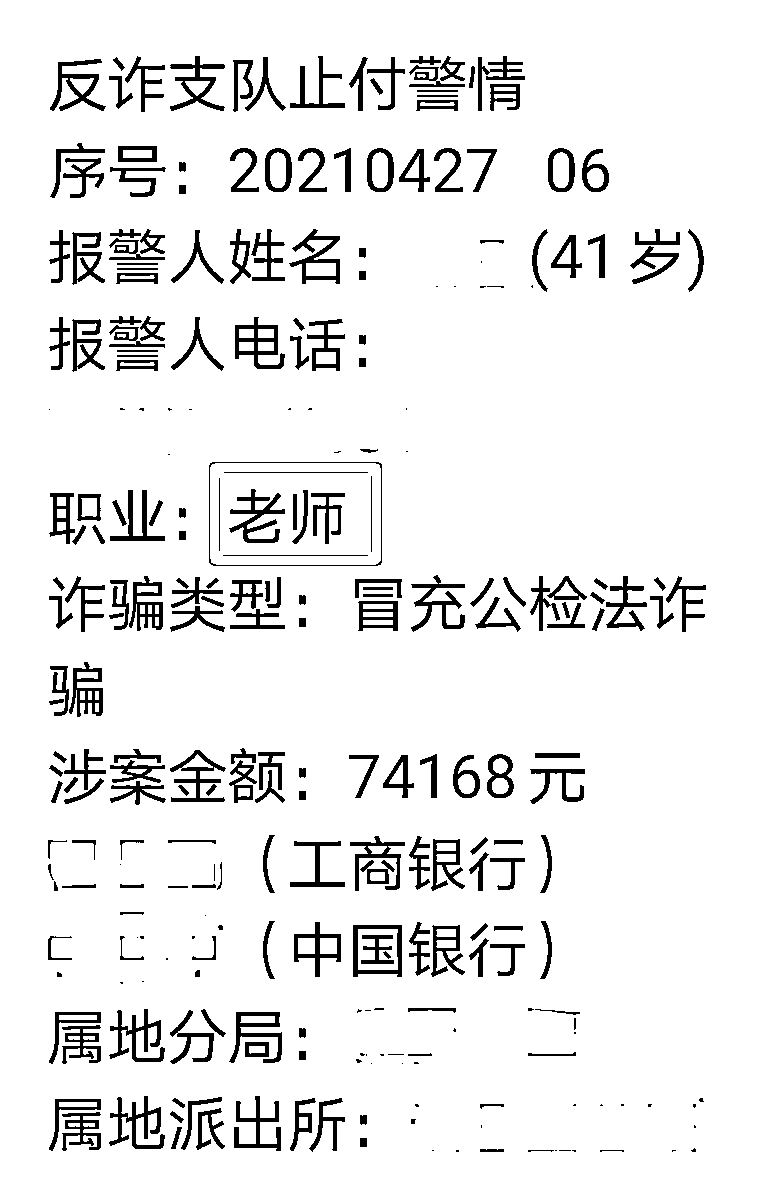 反诈支队止付警情
序号：20210427 06
报警人姓名： (41岁)
报警人电话：
职业：老师
诈骗类型：冒充公检法诈
骗
涉案金额：74168元
（工商银行）
（中国银行）
属地分局：
属地派出所：